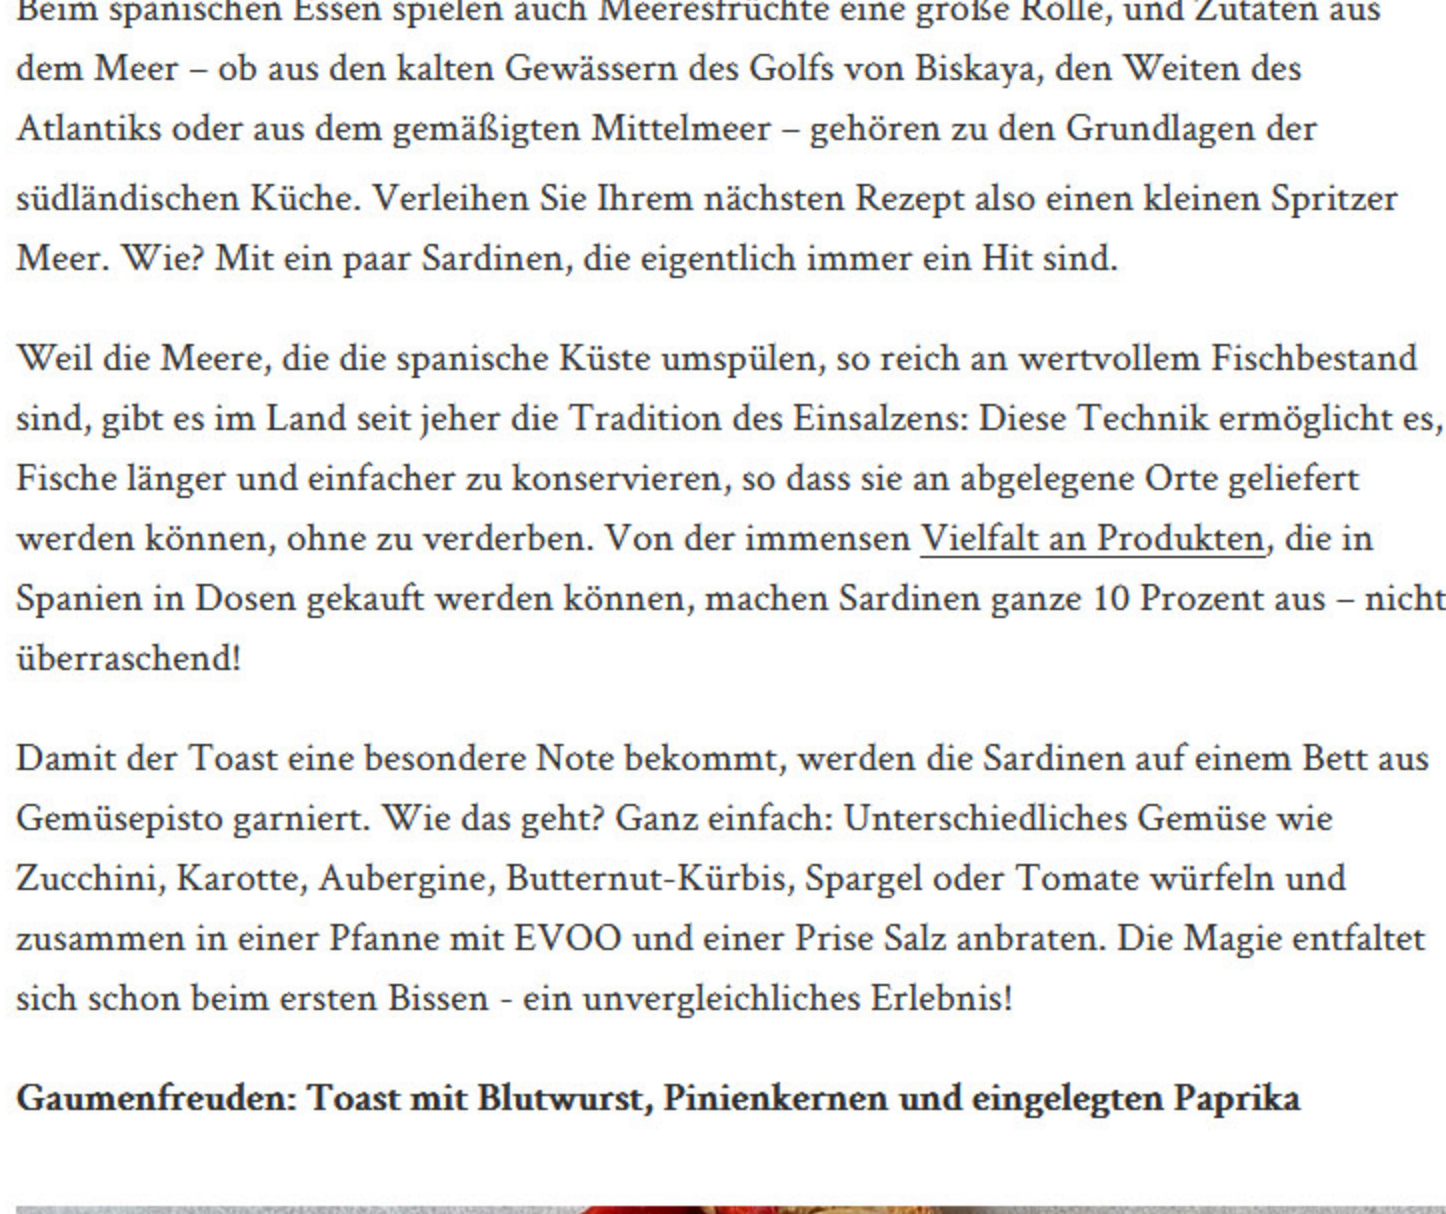 Beim spanischen Essen spielen auch Meeresfrüchte eine große Rolle, und Zutaten aus
dem Meer – ob aus den kalten Gewässern des Golfs von Biskaya, den Weiten des
Atlantiks oder aus dem gemäßigten Mittelmeer – gehören zu den Grundlagen der
südländischen Küche. Verleihen Sie Ihrem nächsten Rezept also einen kleinen Spritzer
Meer. Wie? Mit ein paar Sardinen, die eigentlich immer ein Hit sind.
Weil die Meere, die die spanische Küste umspülen, so reich an wertvollem Fischbestand
sind, gibt es im Land seit jeher die Tradition des Einsalzens: Diese Technik ermöglicht es,
Fische länger und einfacher zu konservieren, so dass sie an abgelegene Orte geliefert
werden können, ohne zu verderben. Von der immensen Vielfalt an Produkten, die in
Spanien in Dosen gekauft werden können, machen Sardinen ganze 10 Prozent aus – nicht
überraschend!
Damit der Toast eine besondere Note bekommt, werden die Sardinen auf einem Bett aus
Gemüsepisto garniert. Wie das geht? Ganz einfach: Unterschiedliches Gemüse wie
Zucchini, Karotte, Aubergine, Butternut-Kürbis, Spargel oder Tomate würfeln und
zusammen in einer Pfanne mit EVOO und einer Prise Salz anbraten. Die Magie entfaltet
sich schon beim ersten Bissen - ein unvergleichliches Erlebnis!
Gaumenfreuden: Toast mit Blutwurst, Pinienkernen und eingelegten Paprika